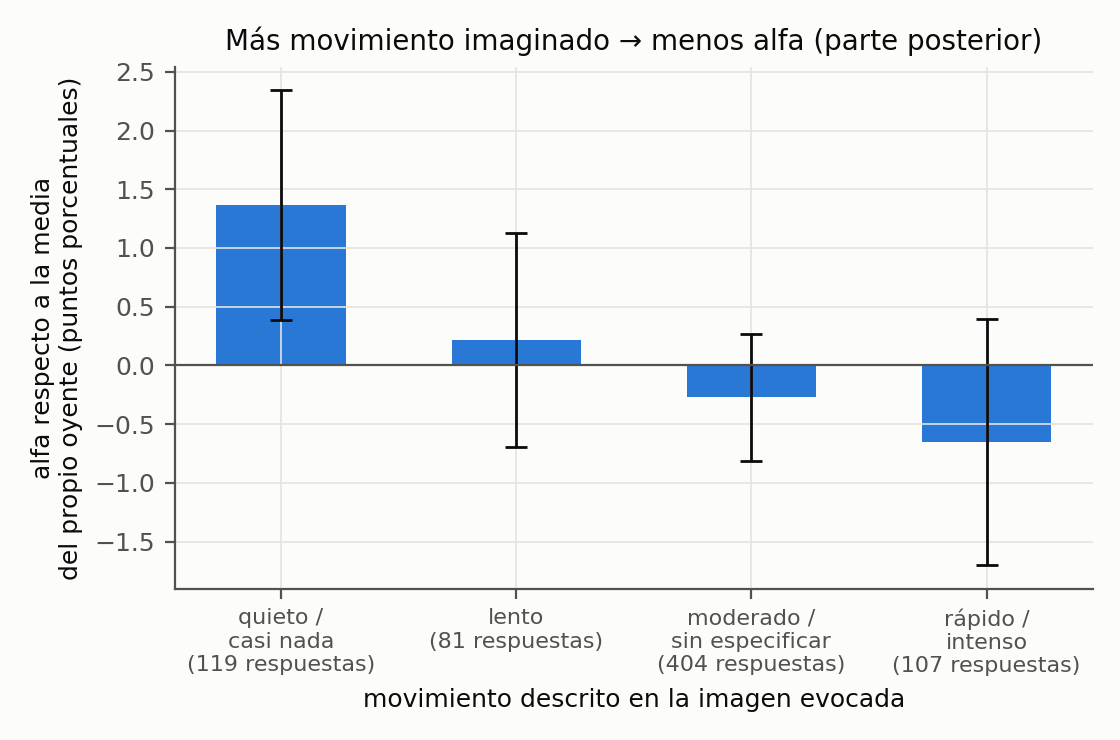 Más movimiento imaginado → menos alfa (parte posterior)
alfa respecto a la media
del propio oyente (puntos porcentuales)
2.5
2.0
1.5
1.0
0.5
0.0
−0.5
−1.0
−1.5
quieto /
casi nada
(119 respuestas)
lento
(81 respuestas)
moderado /
sin especificar
(404 respuestas)
rápido /
intenso
(107 respuestas)
movimiento descrito en la imagen evocada